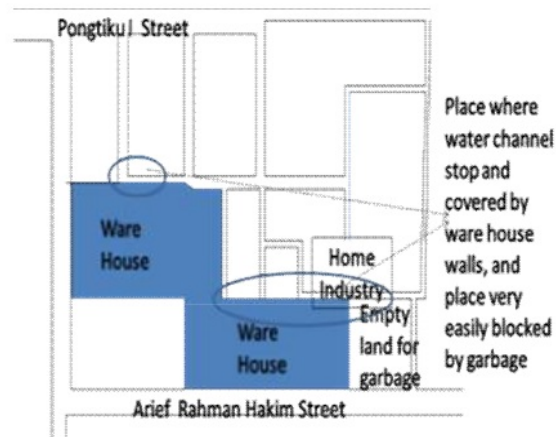 Pongtiku I Street
Place where
water channel
stop and
covered by
ware house
walls, and
place very
easily blocked
by garbage
Ware
House
Home
Industry
Empty
land for
garbage
Ware
House
Arief Rahman Hakim Street